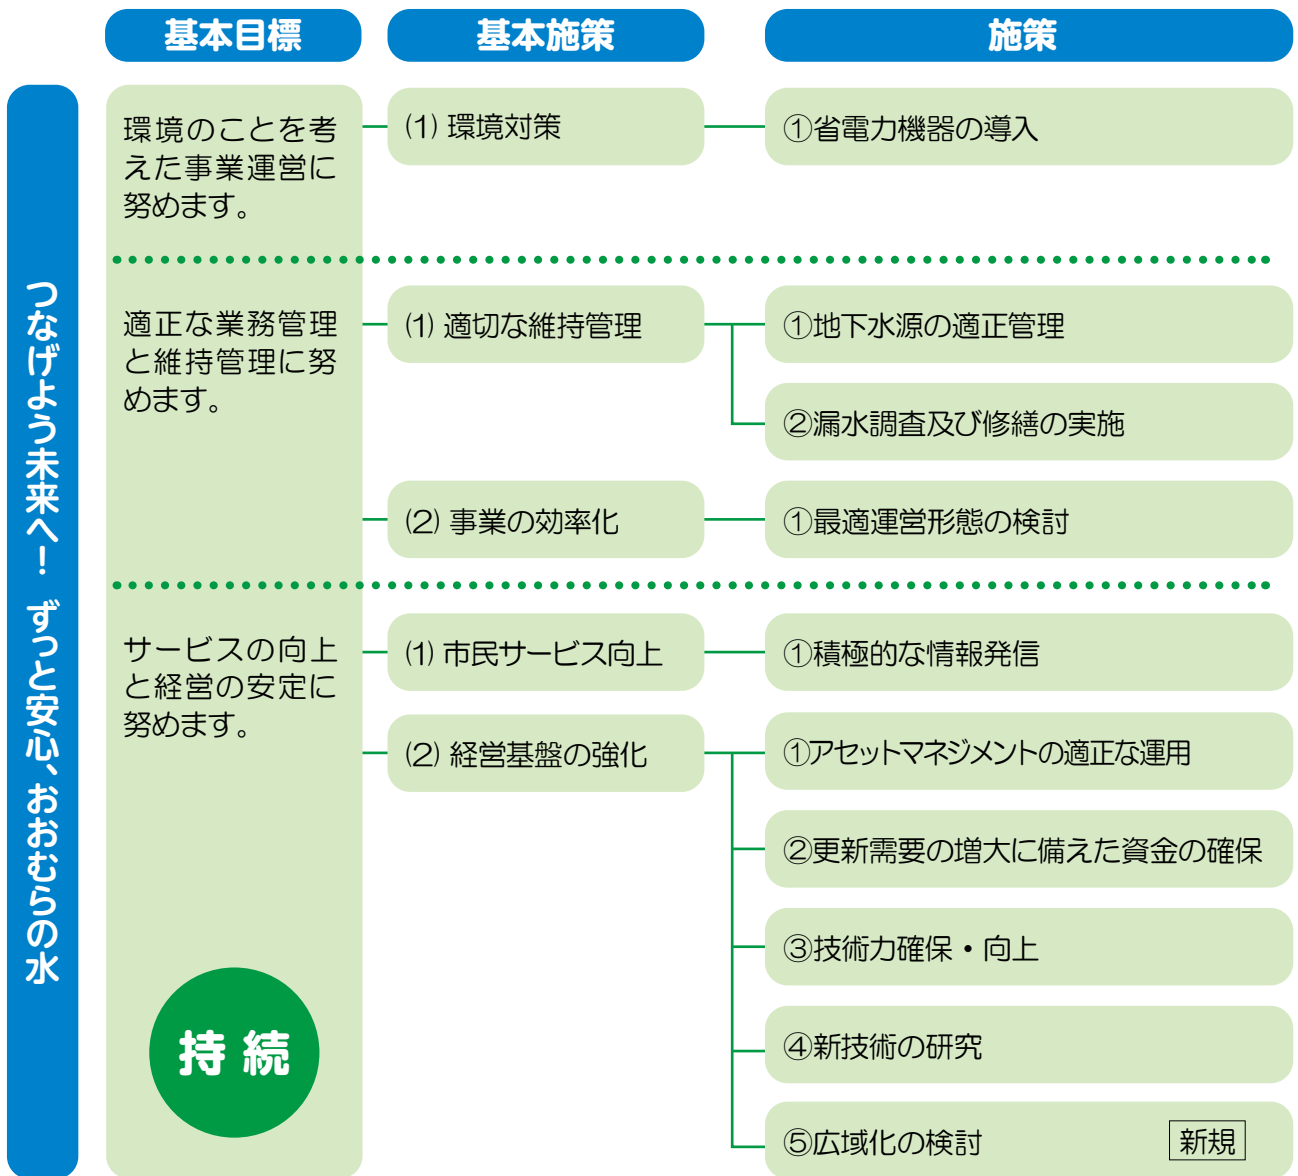 基本目標
基本施策
施策
つなげよう未来へ！ ずっと安心、おおむらの水
環境のことを考
えた事業運営に
努めます。
(1) 環境対策
①省電力機器の導入
適正な業務管理
と維持管理に努
めます。
(1) 適切な維持管理
①地下水源の適正管理
②漏水調査及び修繕の実施
(2) 事業の効率化
①最適運営形態の検討
サービスの向上
と経営の安定に
努めます。
(1) 市民サービス向上
①積極的な情報発信
(2) 経営基盤の強化
①アセットマネジメントの適正な運用
②更新需要の増大に備えた資金の確保
③技術力確保・向上
④新技術の研究
⑤広域化の検討 新規
持続